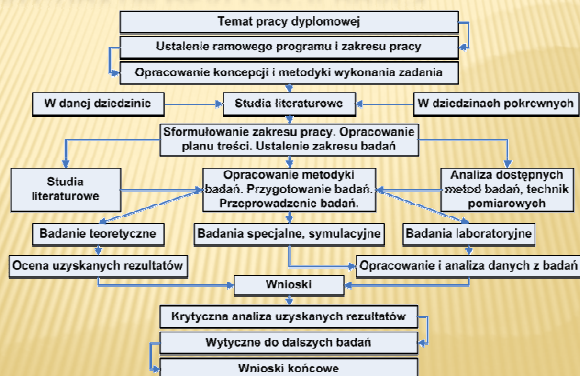 Temat pracy dyplomowej
Ustalenie ramowego programu i zakresu pracy
Opracowanie koncepcji i metodyki wykonania zadania
W danej dziedzinie
Studia literaturowe
W dziedzinach pokrewnych
Sformułowanie zakresu pracy. Opracowanie
planu treści. Ustalenie zakresu badań
Studia
literaturowe
Opracowanie metodyki
badań. Przygotowanie badań.
Przeprowadzenie badań.
Analiza dostępnych
metod badań, technik
pomiarowych
Badanie teoretyczne
Badania specjalne, symulacyjne
Badania laboratoryjne
Ocena uzyskanych rezultatów
Opracowanie i analiza danych z badań
Wnioski
Krytyczna analiza uzyskanych rezultatów
Wytyczne do dalszych badań
Wnioski końcowe